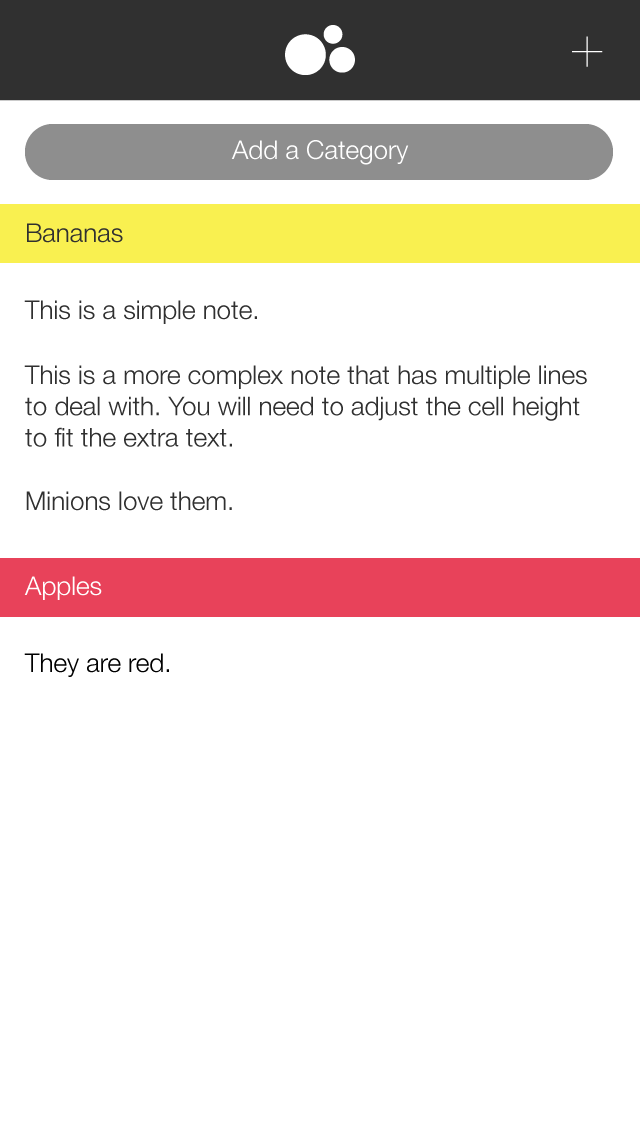 Add a Category
Bananas
This is a simple note.
This is a more complex note that has multiple lines
to deal with. You will need to adjust the cell height
to fit the extra text.
Minions love them.
Apples
They are red.